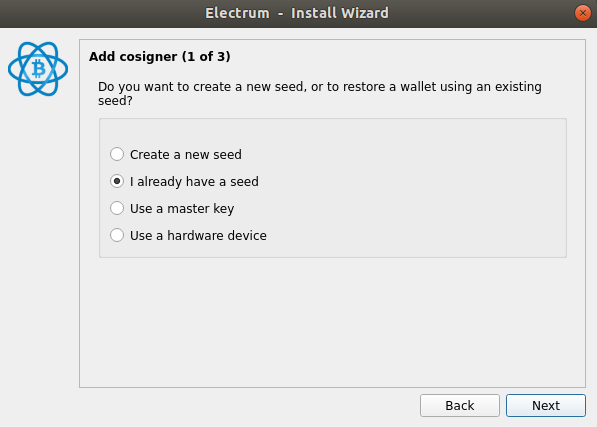 Electrum - Install Wizard
Add cosigner (1 of 3)
Do you want to create a new seed, or to restore a wallet using an existing
seed?
Create a new seed
I already have a seed
Use a master key
Use a hardware device
Back Next